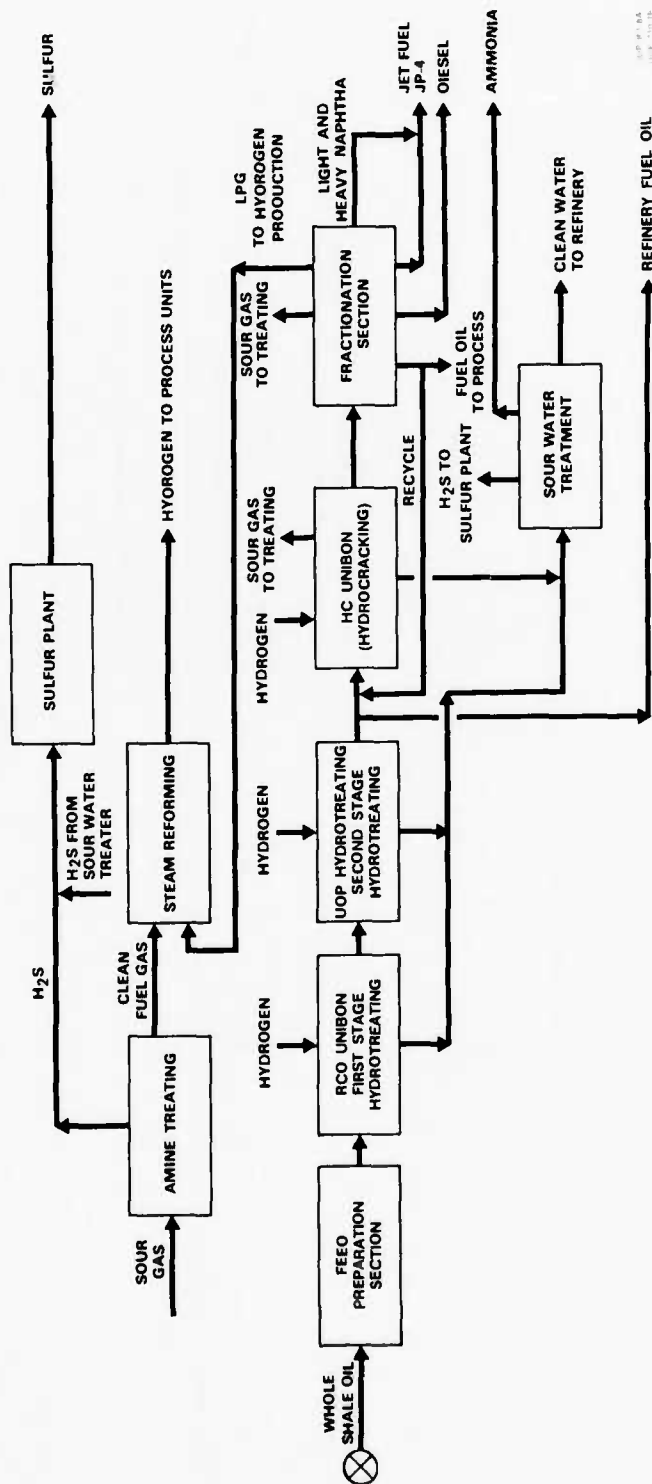 SULFUR
SULFUR PLANT
H2S
H2S FROM
SOUR WATER
TREATER
HYDROGEN TO PROCESS UNITS
STEAM REFORMING
CLEAN
FUEL GAS
AMINE TREATING
SOUR
GAS
LPG
TO HYDROGEN
PRODUCTION
SOUR GAS
TO TREATING
LIGHT AND
HEAVY NAPHTHA
FRACTIONATION
SECTION
JET FUEL
JP-4
OIESEL
SOUR GAS
TO TREATING
HYDROGEN
HC UNIBON
(HYDROCRACKING)
RECYCLE
FUEL OIL
TO PROCESS
HYDROGEN
UOP HYDROTREATING
SECOND STAGE
HYDROTREATING
HYDROGEN
RCO UNIBON
FIRST STAGE
HYDROTREATING
FEEO
PREPARATION
SECTION
WHOLE
SHALE OIL
H2S TO
SULFUR PLANT
SOUR WATER
TREATMENT
AMMONIA
CLEAN WATER
TO REFINERY
REFINERY FUEL OIL